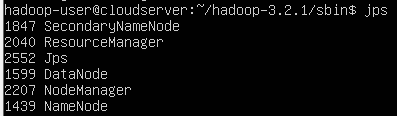 hadoop-user@cloudserver:~/hadoop-3.2.1/sbin$ jps
1847 SecondaryNameNode
2040 ResourceManager
2552 Jps
1599 DataNode
2207 NodeManager
1439 NameNode